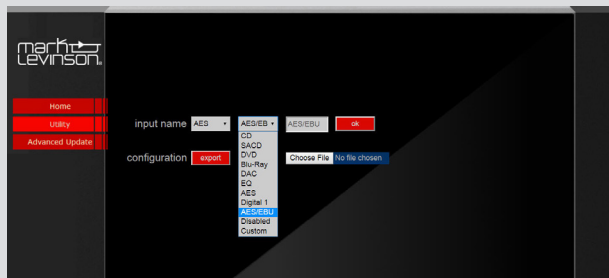 mark
Levinson
Home
Utility
Advanced Update
input name AES AES/EB AES/EBU ok
CD
SACD
DVD
Blu-Ray
DAC
EQ
AES
Digital 1
AES/EBU
Disabled
Custom
configuration export Choose File No file chosen